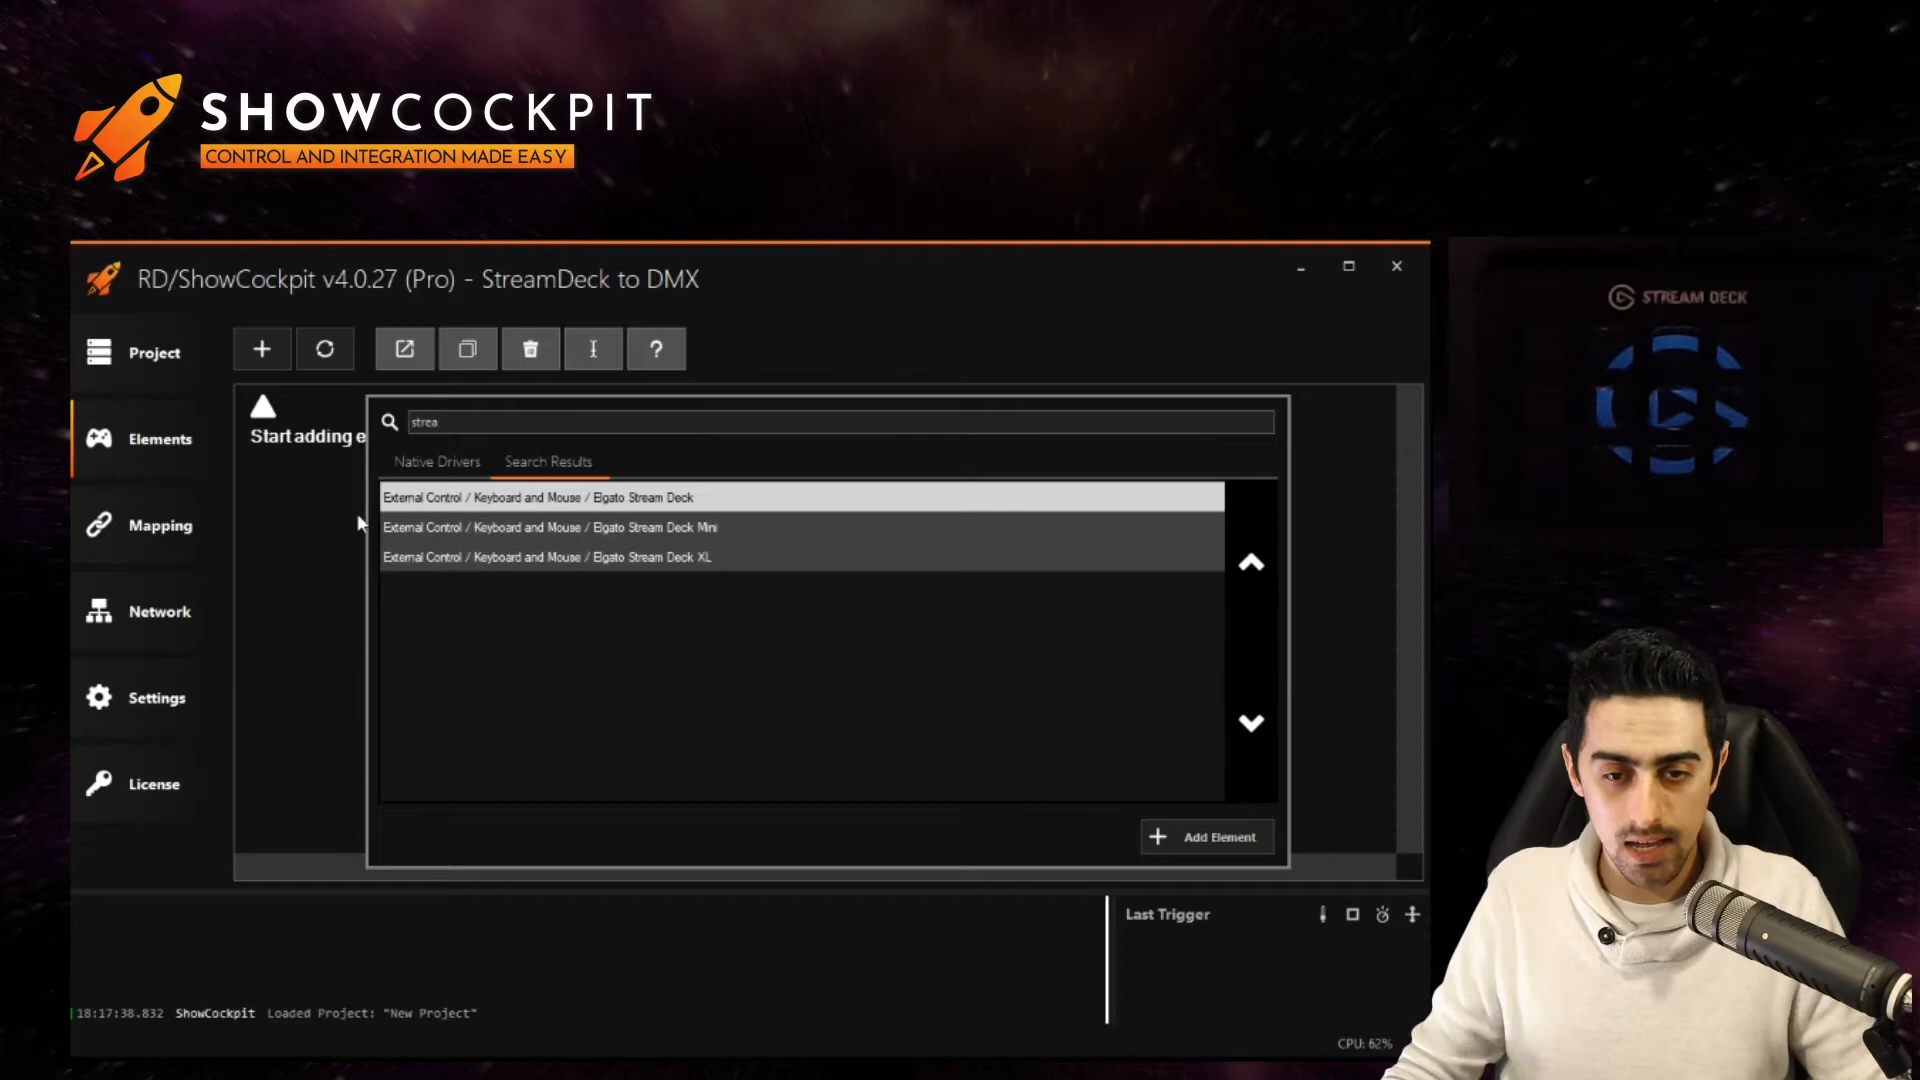 SHOWCOCKPIT
CONTROL AND INTEGRATION MADE EASY
RD/ShowCockpit v4.0.27 (Pro) - StreamDeck to DMX
STREAM DECK
Project
Elements
Mapping
Network
Settings
License
?
Start adding e
strea
Native Drivers Search Results
External Control / Keyboard and Mouse / Elgato Stream Deck
External Control / Keyboard and Mouse / Elgato Stream Deck Mini
External Control / Keyboard and Mouse / Elgato Stream Deck XL
Add Element
Last Trigger
18:17:38.832 ShowCockpit Loaded Project: "New Project"
CPU: 62%